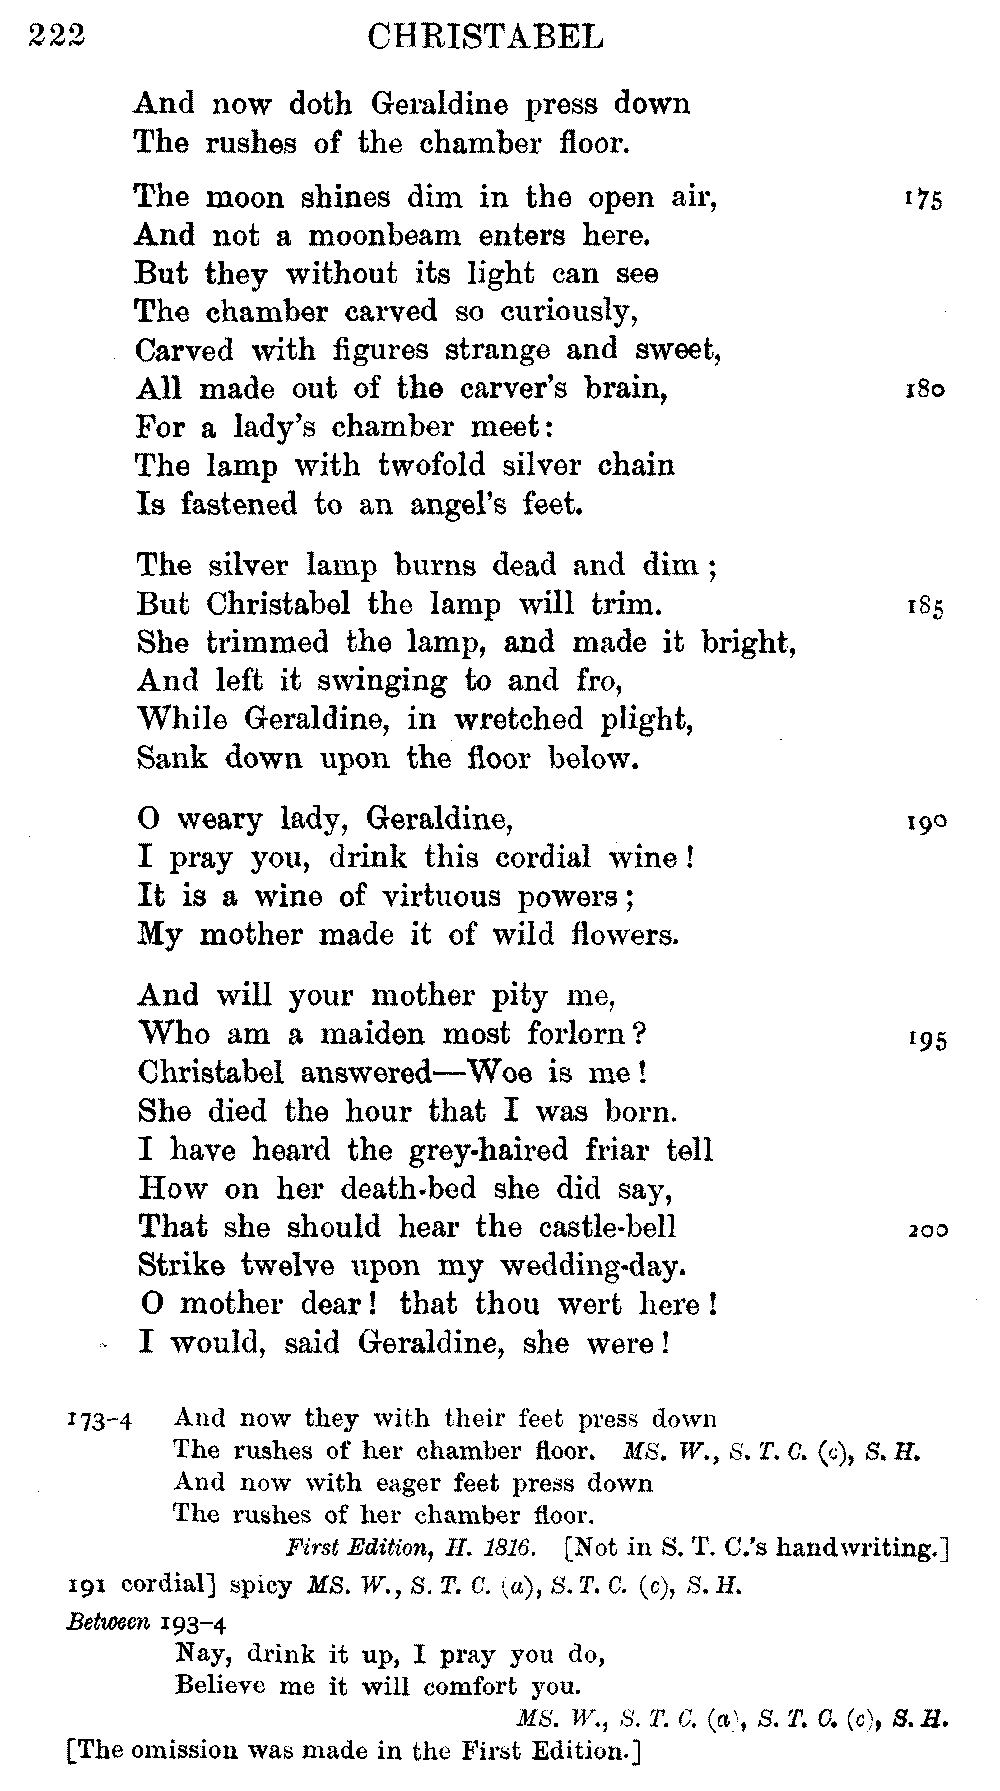 222 CHRISTABEL
And now doth Geraldine press down
The rushes of the chamber floor.
The moon shines dim in the open air, 175
And not a moonbeam enters here.
But they without its light can see
The chamber carved so curiously,
Carved with figures strange and sweet,
All made out of the carver's brain, 180
For a lady's chamber meet:
The lamp with twofold silver chain
Is fastened to an angel's feet.
The silver lamp burns dead and dim ;
But Christabel the lamp will trim. 185
She trimmed the lamp, and made it bright,
And left it swinging to and fro,
While Geraldine, in wretched plight,
Sank down upon the floor below.
O weary lady, Geraldine, 190
I pray you, drink this cordial wine !
It is a wine of virtuous powers ;
My mother made it of wild flowers.
And will your mother pity me,
Who am a maiden most forlorn ? 195
Christabel answered—Woe is me !
She died the hour that I was born.
I have heard the grey-haired friar tell
How on her death-bed she did say,
That she should hear the castle-bell 200
Strike twelve upon my wedding-day.
O mother dear ! that thou wert here !
I would, said Geraldine, she were !
173-4 And now they with their feet press down
The rushes of her chamber floor. MS. W., S. T. C. (c), S. H.
And now with eager feet press down
The rushes of her chamber floor.
First Edition, H. 1816. [Not in S. T. C.'s handwriting.]
191 cordial] spicy MS. W., S. T. C. (a), S. T. C. (c), S. H.
Between 193-4
Nay, drink it up, I pray you do,
Believe me it will comfort you.
MS. W., S. T. C. (a), S. T. C. (c), S. H.
[The omission was made in the First Edition.]